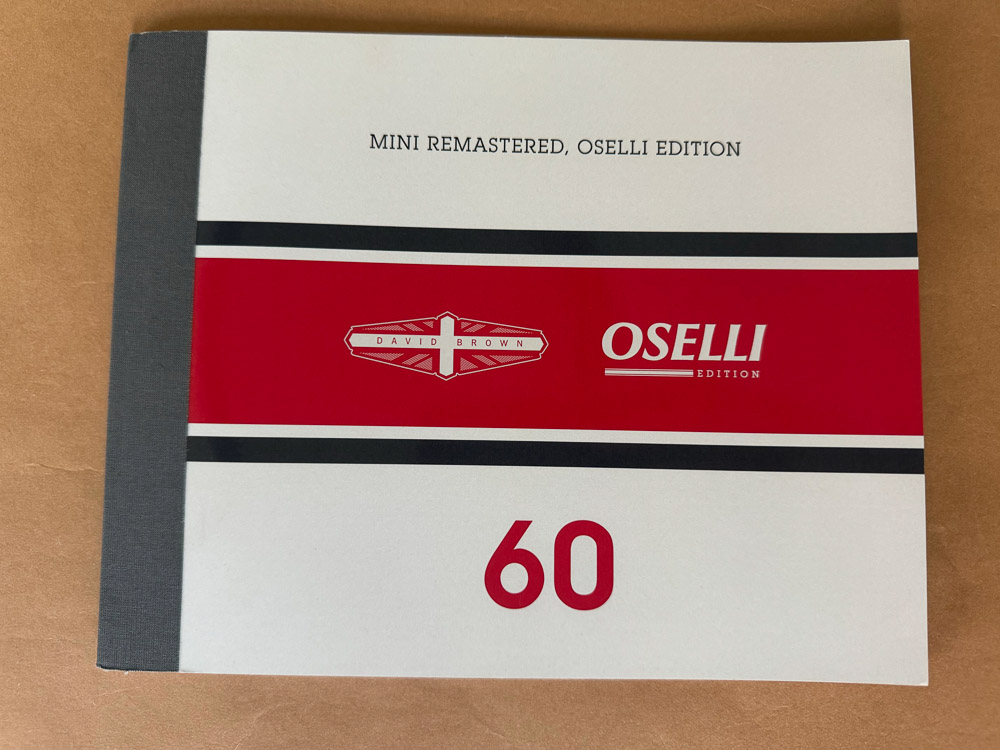 MINI REMASTERED, OSELLI EDITION
DAVID BROWN
OSELLI
EDITION
60